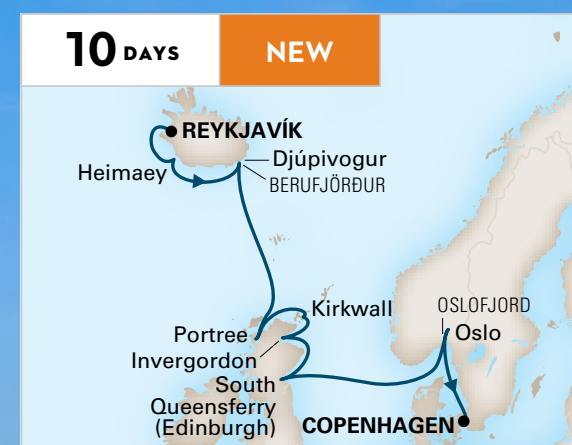 10 DAYS
NEW
REYKJAVÍK
Heimaey
Djúpivogur
BERUFJÖRÐUR
Kirkwall
OSLOFJORD
Portree
Oslo
Invergordon
South
Queensferry
(Edinburgh)
COPENHAGEN